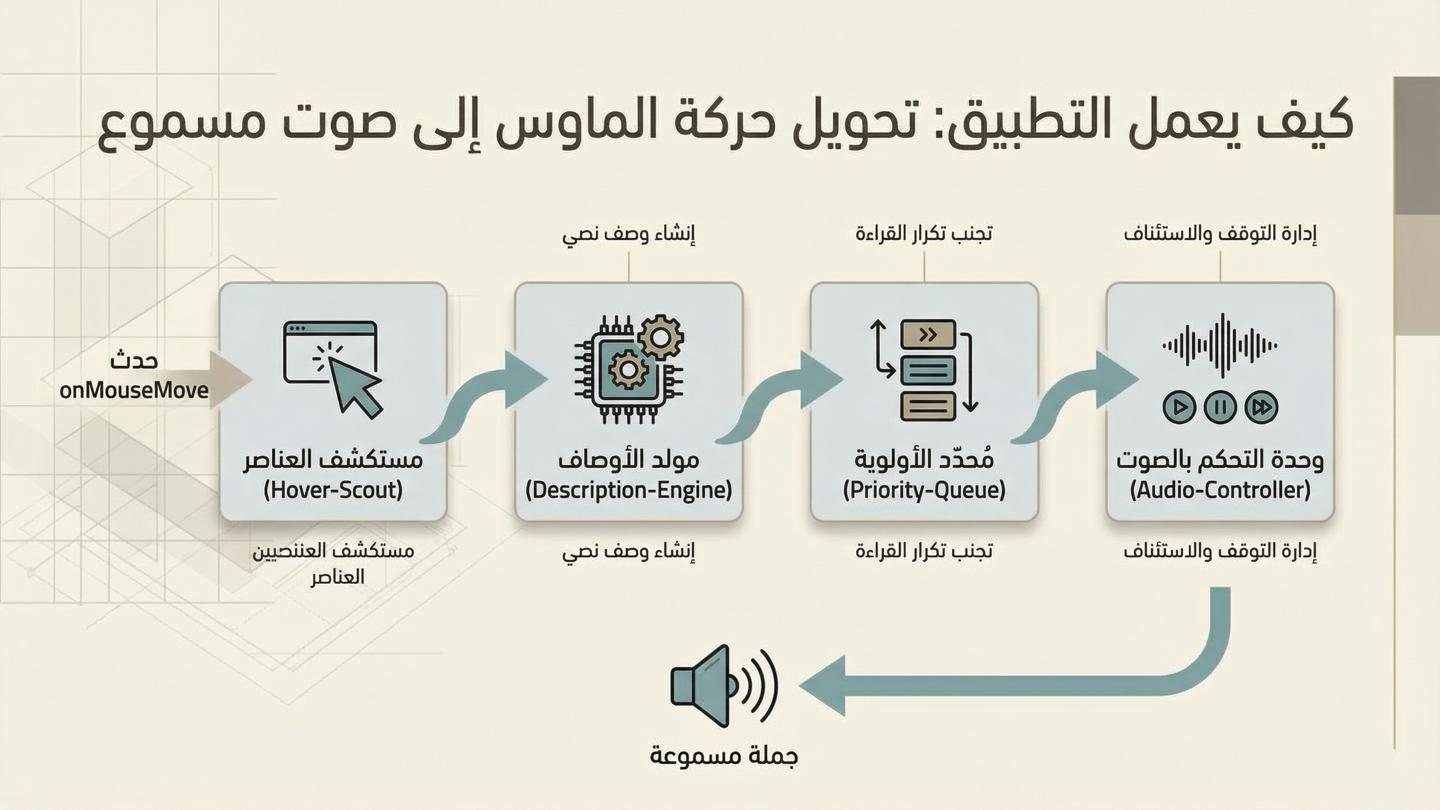 كيف يعمل التطبيق: تحويل حركة الماوس إلى صوت مسموع
إنشاء وصف نصي
تجنب تكرار القراءة
إدارة التوقف والاستئناف
حدث
onMouseMove
مستكشف العناصر
(Hover-Scout)
مولد الأوصاف
(Description-Engine)
مُحدّد الأولوية
(Priority-Queue)
وحدة التحكم بالصوت
(Audio-Controller)
مستكشف العننصيين
العناصر
إنشاء وصف نصي
تجنب تكرار القراءة
إدارة التوقف والاستئناف
جملة مسموعة